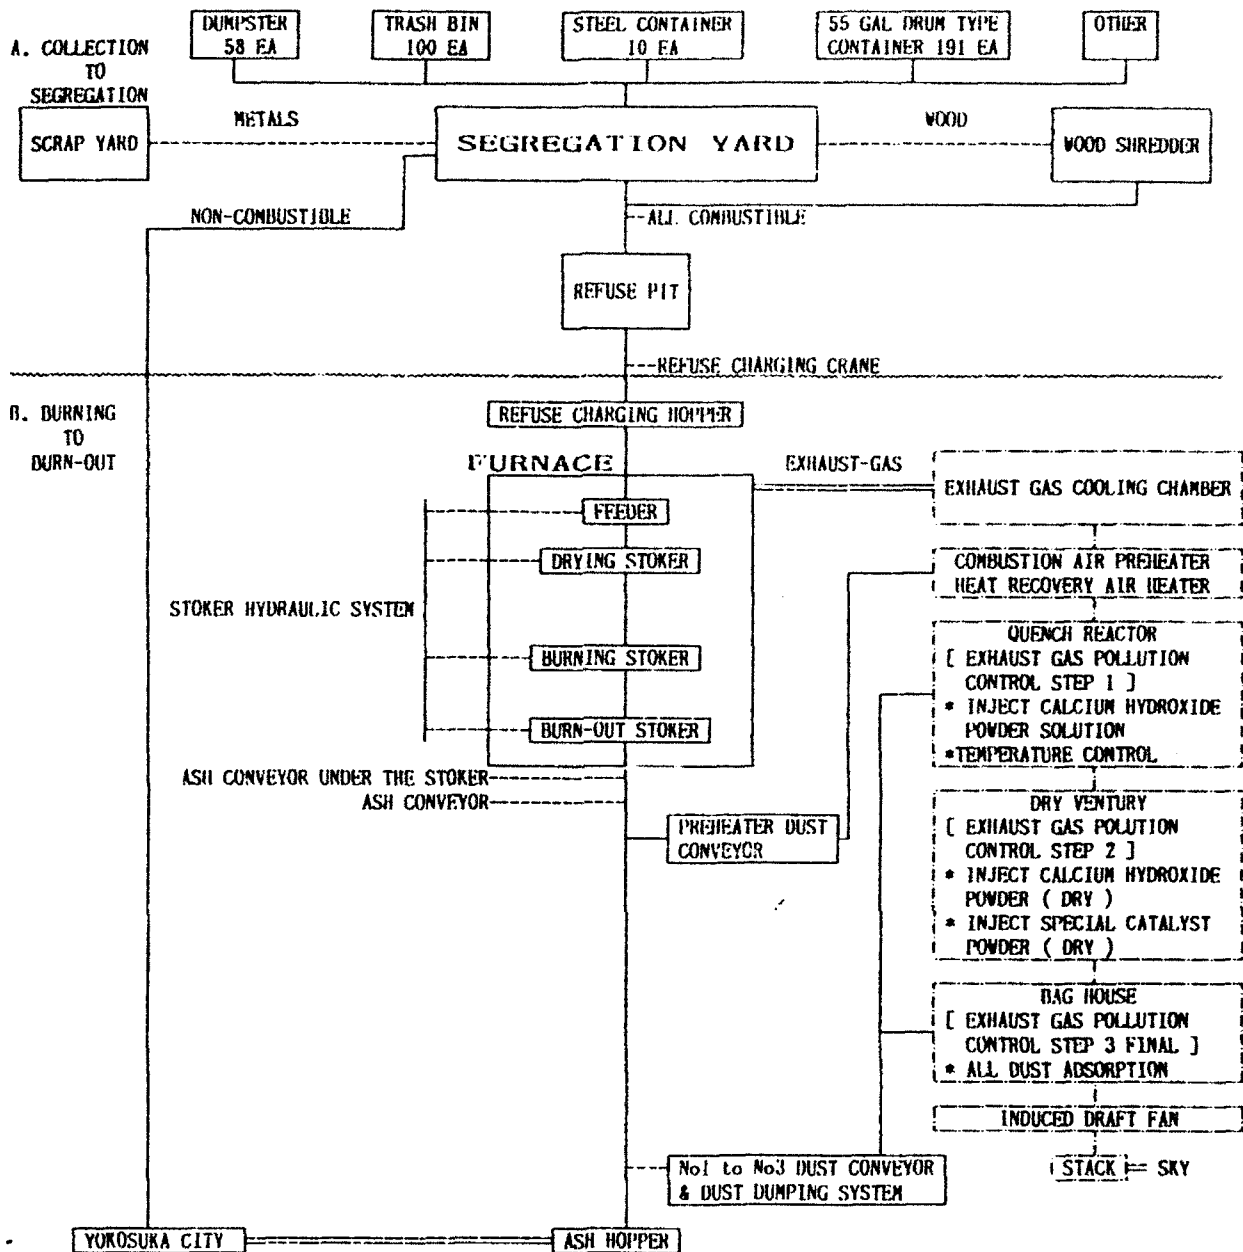 DUMPSTER
58 EA
TRASH BIN
100 EA
STEEL CONTAINER
10 EA
55 GAL DRUM TYPE
CONTAINER 191 EA
OTHER
A. COLLECTION
TO
SEGREGATION
SCRAP YARD
METALS
SEGREGATION YARD
WOOD
WOOD SHREDDER
NON-COMBUSTIBLE
ALL COMBUSTIBLE
REFUSE PIT
REFUSE CHARGING CRANE
B. BURNING
TO
BURN-OUT
REFUSE CHARGING HOPPER
FURNACE
EXHAUST-GAS
EXHAUST GAS COOLING CHAMBER
FEEDER
DRYING STOKER
COMBUSTION AIR PREHEATER
HEAT RECOVERY AIR HEATER
STOKER HYDRAULIC SYSTEM
QUENCH REACTOR
[ EXHAUST GAS POLLUTION
CONTROL STEP 1 ]
* INJECT CALCIUM HYDROXIDE
POWDER SOLUTION
*TEMPERATURE CONTROL
BURNING STOKER
BURN-OUT STOKER
ASH CONVEYOR UNDER THE STOKER
ASH CONVEYOR
PREHEATER DUST
CONVEYOR
DRY VENTURY
[ EXHAUST GAS POLUTION
CONTROL STEP 2 ]
* INJECT CALCIUM HYDROXIDE
POWDER ( DRY )
* INJECT SPECIAL CATALYST
POWDER ( DRY )
BAG HOUSE
[ EXHAUST GAS POLLUTION
CONTROL STEP 3 FINAL ]
* ALL DUST ADSORPTION
INDUCED DRAFT FAN
No1 to No3 DUST CONVEYOR
& DUST DUMPING SYSTEM
STACK
SKY
YOKOSUKA CITY
ASH HOPPER